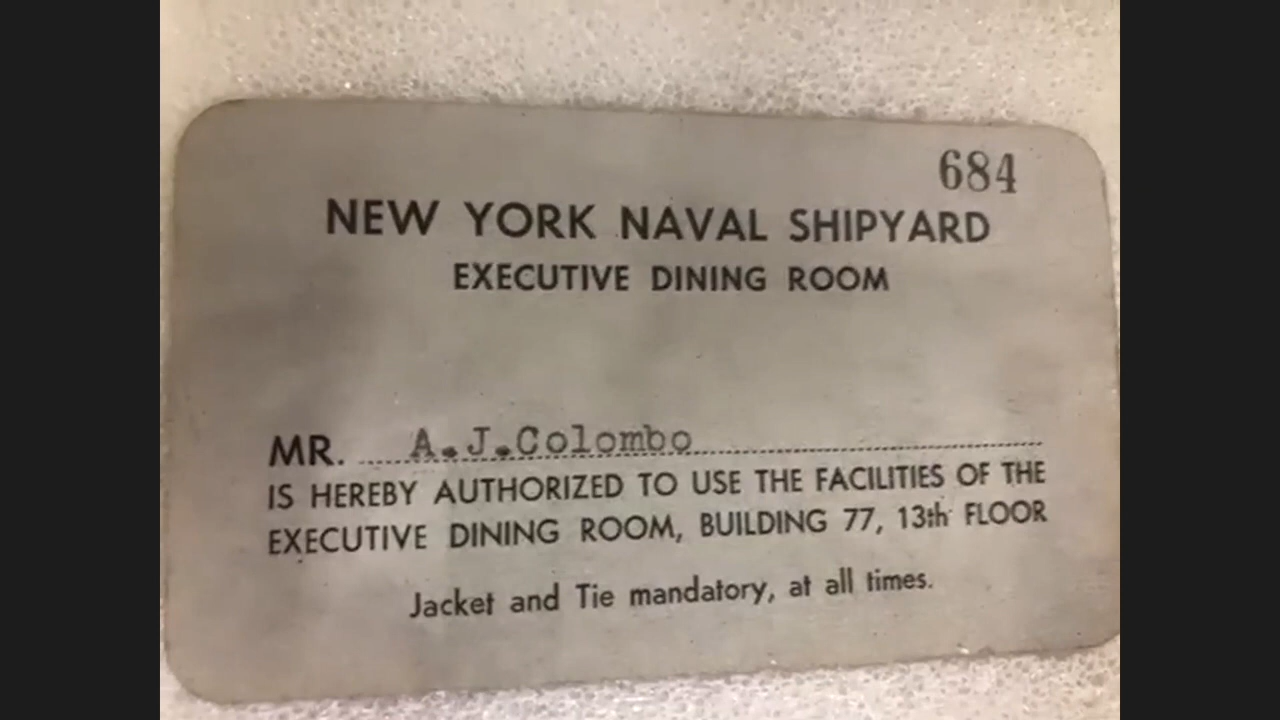 684
NEW YORK NAVAL SHIPYARD
EXECUTIVE DINING ROOM
MR. A.J.Colombo
IS HEREBY AUTHORIZED TO USE THE FACILITIES OF THE
EXECUTIVE DINING ROOM, BUILDING 77, 13th FLOOR
Jacket and Tie mandatory, at all times.